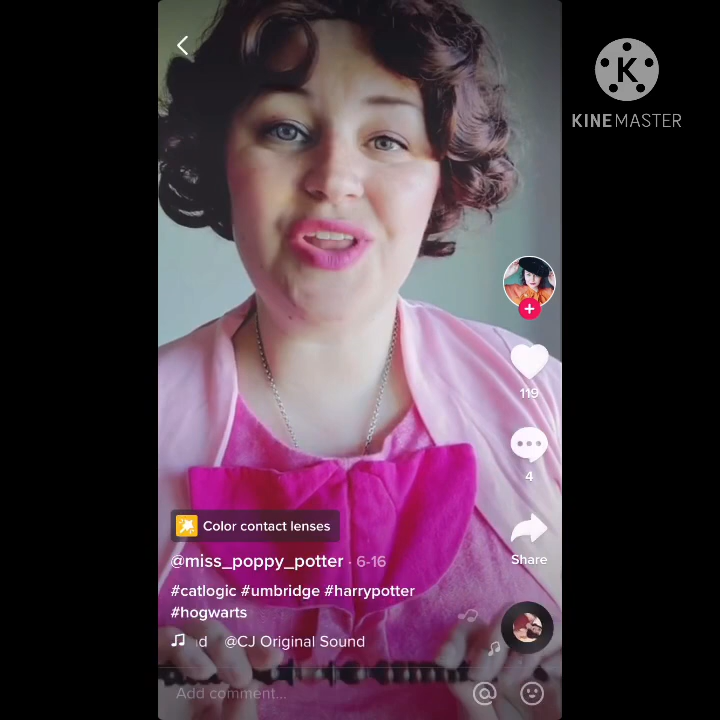 K
KINEMASTER
119
4
Color contact lenses
Share
@miss_poppy_potter · 6-16
#catlogic #umbridge #harrypotter
#hogwarts
d @CJ Original Sound
Add comment...